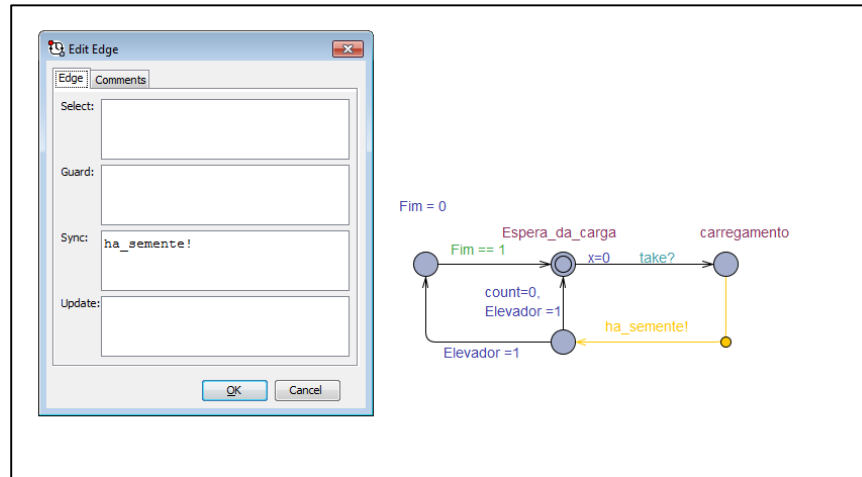 Edit Edge
Edge Comments
Select:
Guard:
Sync: ha_semente!
Update:
OK Cancel
Fim = 0
Espera_da_carga carregamento
Fim == 1
x=0 take?
count=0,
Elevador =1
ha_semente!
Elevador =1